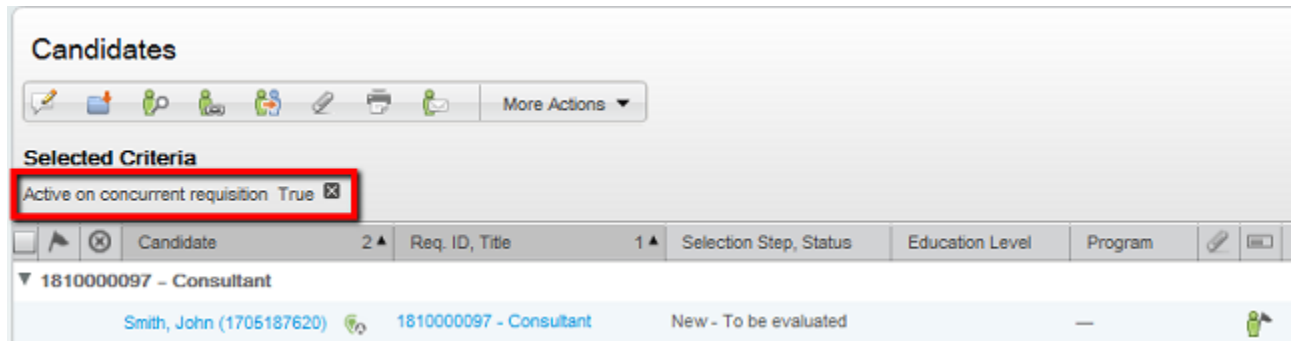 Candidates
More Actions
Selected Criteria
Active on concurrent requisition True
Candidate 2 Req. ID, Title 1 Selection Step, Status Education Level Program
1810000097 – Consultant
Smith, John (1705187620) 1810000097 - Consultant New - To be evaluated —